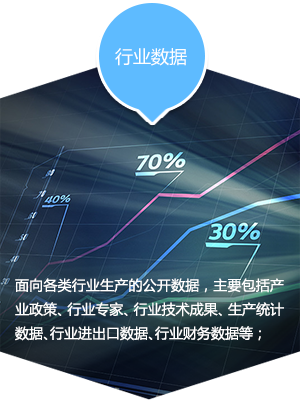 行业数据
70%
40%
30%
面向各类行业生产的公开数据，主要包括产
业政策、行业专家、行业技术成果、生产统计
数据、行业进出口数据、行业财务数据等；